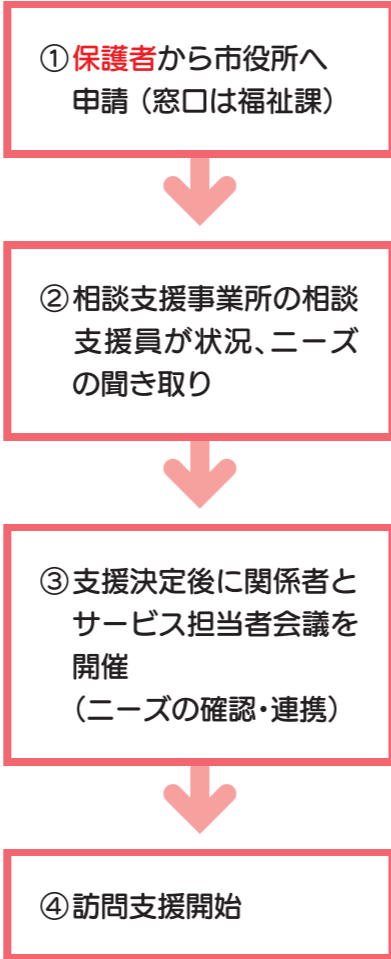 ①保護者から市役所へ
申請（窓口は福祉課）
②相談支援事業所の相談
支援員が状況、ニーズ
の聞き取り
③支援決定後に関係者と
サービス担当者会議を
開催
（ニーズの確認・連携）
④訪問支援開始